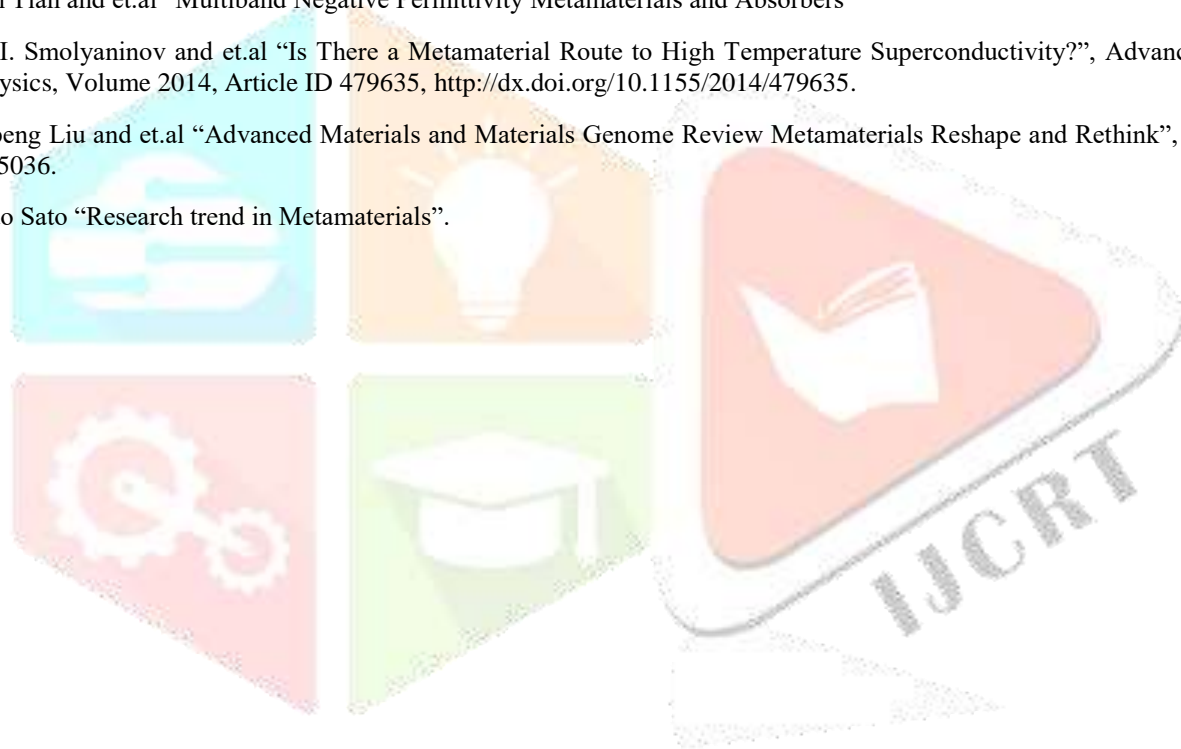 Tian and et.al “Multiband Negative Permittivity Metamaterials and Absorbers”
I. Smolyaninov and et.al “Is There a Metamaterial Route to High Temperature Superconductivity?”, Advanc
ysics, Volume 2014, Article ID 479635, http://dx.doi.org/10.1155/2014/479635.
eng Liu and et.al “Advanced Materials and Materials Genome Review Metamaterials Reshape and Rethink”,
5036.
o Sato “Research trend in Metamaterials”.
IJCRT